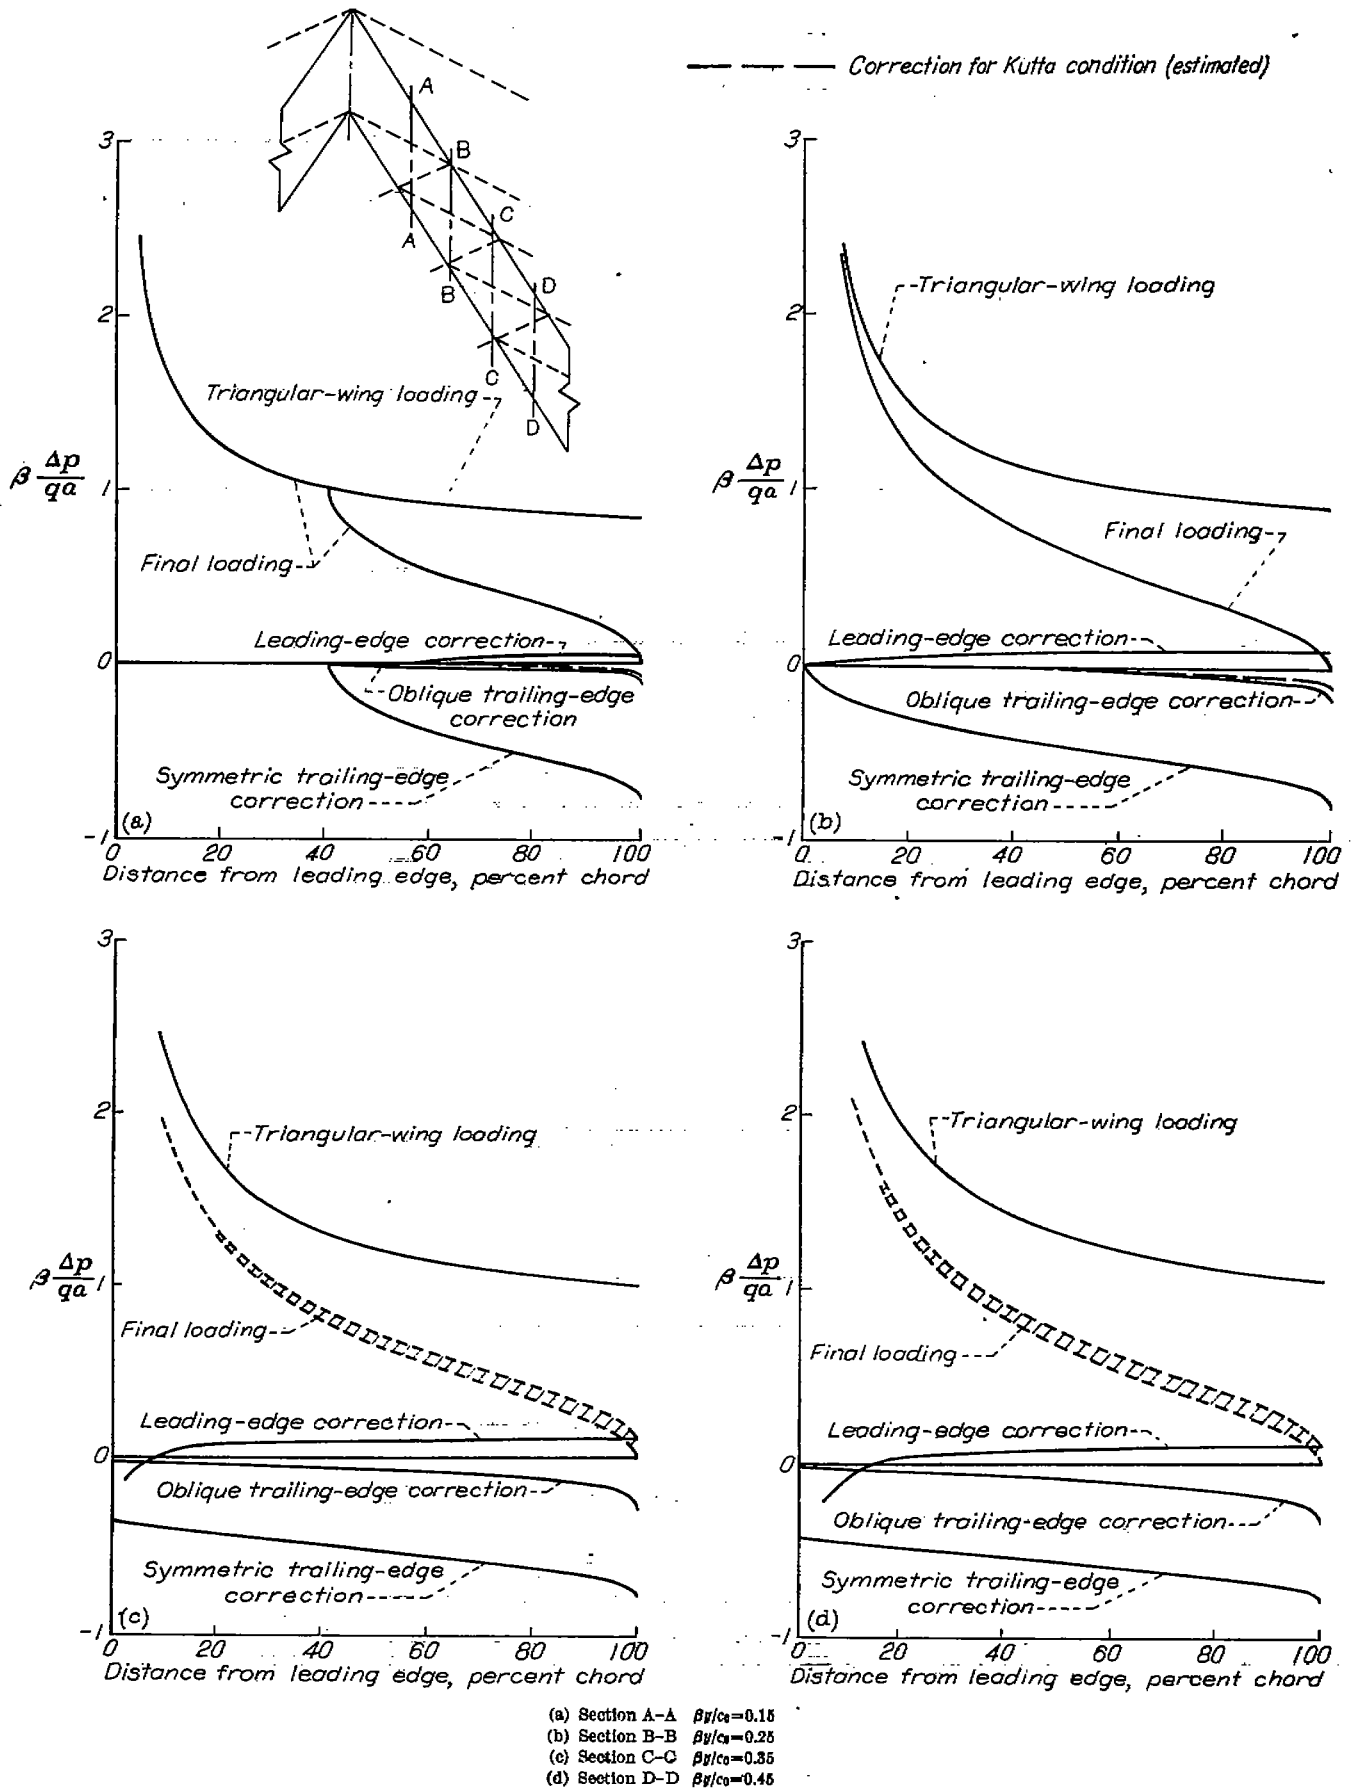 Correction for Kutta condition (estimated)
A
B
C
D
A
B
C
D
3
2
1
0
-1
β Δp/qa
Triangular-wing loading
Final loading
Leading-edge correction
Oblique trailing-edge
correction
Symmetric trailing-edge
correction
(a)
0 20 40 60 80 100
Distance from leading edge, percent chord
3
2
1
0
-1
β Δp/qa
Triangular-wing loading
Final loading
Leading-edge correction
Oblique trailing-edge correction
Symmetric trailing-edge
correction
(b)
0 20 40 60 80 100
Distance from leading edge, percent chord
3
2
1
0
-1
β Δp/qa
Triangular-wing loading
Final loading
Leading-edge correction
Oblique trailing-edge correction
Symmetric trailing-edge
correction
(c)
0 20 40 60 80 100
Distance from leading edge, percent chord
3
2
1
0
-1
β Δp/qa
Triangular-wing loading
Final loading
Leading-edge correction
Oblique trailing-edge correction
Symmetric trailing-edge
correction
(d)
0 20 40 60 80 100
Distance from leading edge, percent chord
(a) Section A-A βy/c₀=0.15
(b) Section B-B βy/c₀=0.25
(c) Section C-C βy/c₀=0.35
(d) Section D-D βy/c₀=0.45